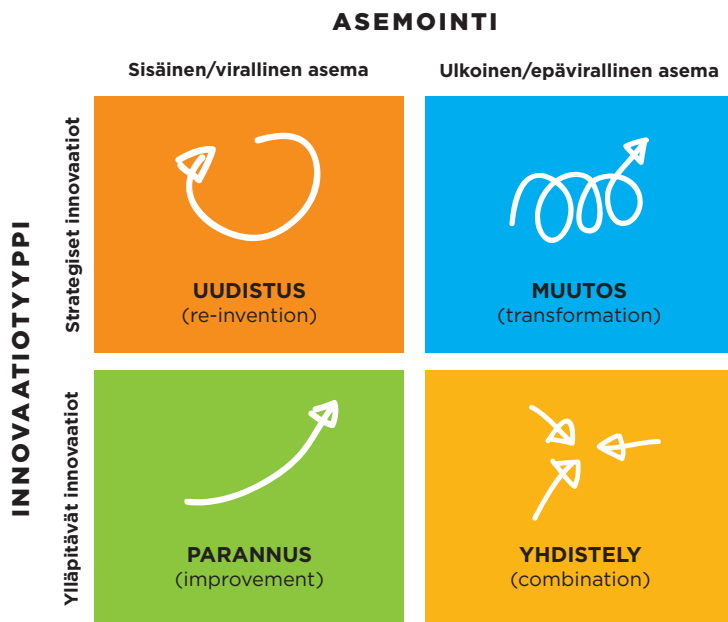 ASEMOINTI
Sisäinen/virallinen asema
Ulkoinen/epävirallinen asema
INNOVAATIOTYYPPI
Strategiset innovaatiot
UUDISTUS
(re-invention)
MUUTOS
(transformation)
Ylläpitävät innovaatiot
PARANNUS
(improvement)
YHDISTELY
(combination)